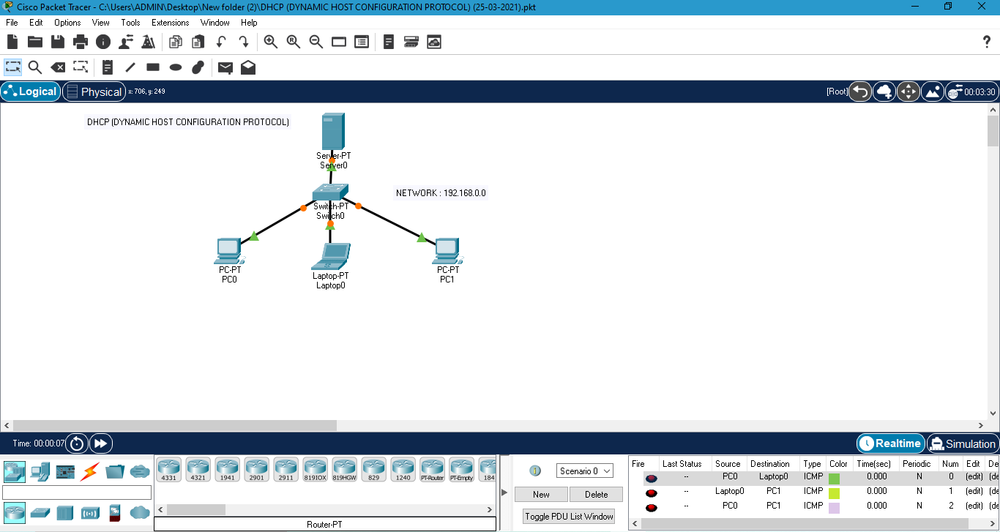 Cisco Packet Tracer - C:\Users\ADMIN\Desktop\New folder (2)\DHCP (DYNAMIC HOST CONFIGURATION PROTOCOL) (25-03-2021).pkt
File Edit Options View Tools Extensions Window Help
?
Logical Physical x: 706, y: 249 [Root] 00:03:30
DHCP (DYNAMIC HOST CONFIGURATION PROTOCOL)
Server-PT
Server0
NETWORK : 192.168.0.0
Switch-PT
Switch0
PC-PT
PC0
Laptop-PT
Laptop0
PC-PT
PC1
Time: 00:00:07 Realtime Simulation
4331 4321 1941 2901 2911 819IOX 819HGW 829 1240 PT-Router PT-Empty 184
Router-PT
1 Scenario 0
New Delete
Toggle PDU List Window
Fire Last Status Source Destination Type Color Time(sec) Periodic Num Edit De
-- PC0 Laptop0 ICMP 0.000 N 0 (edit) (de
-- Laptop0 PC1 ICMP 0.000 N 1 (edit) (de
-- PC0 PC1 ICMP 0.000 N 2 (edit) (de